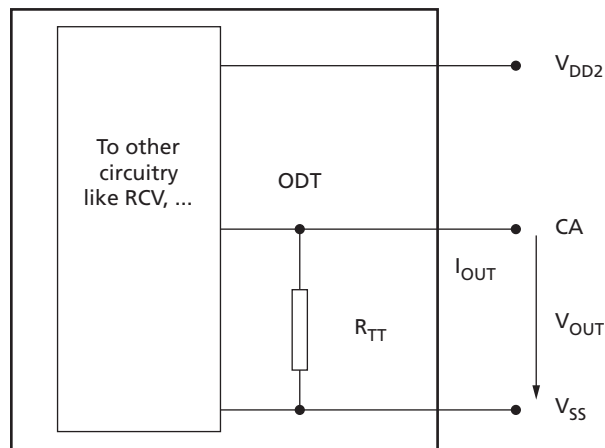 V_DD2
To other
circuitry
like RCV, ...
ODT
CA
I_OUT
V_OUT
R_TT
V_SS